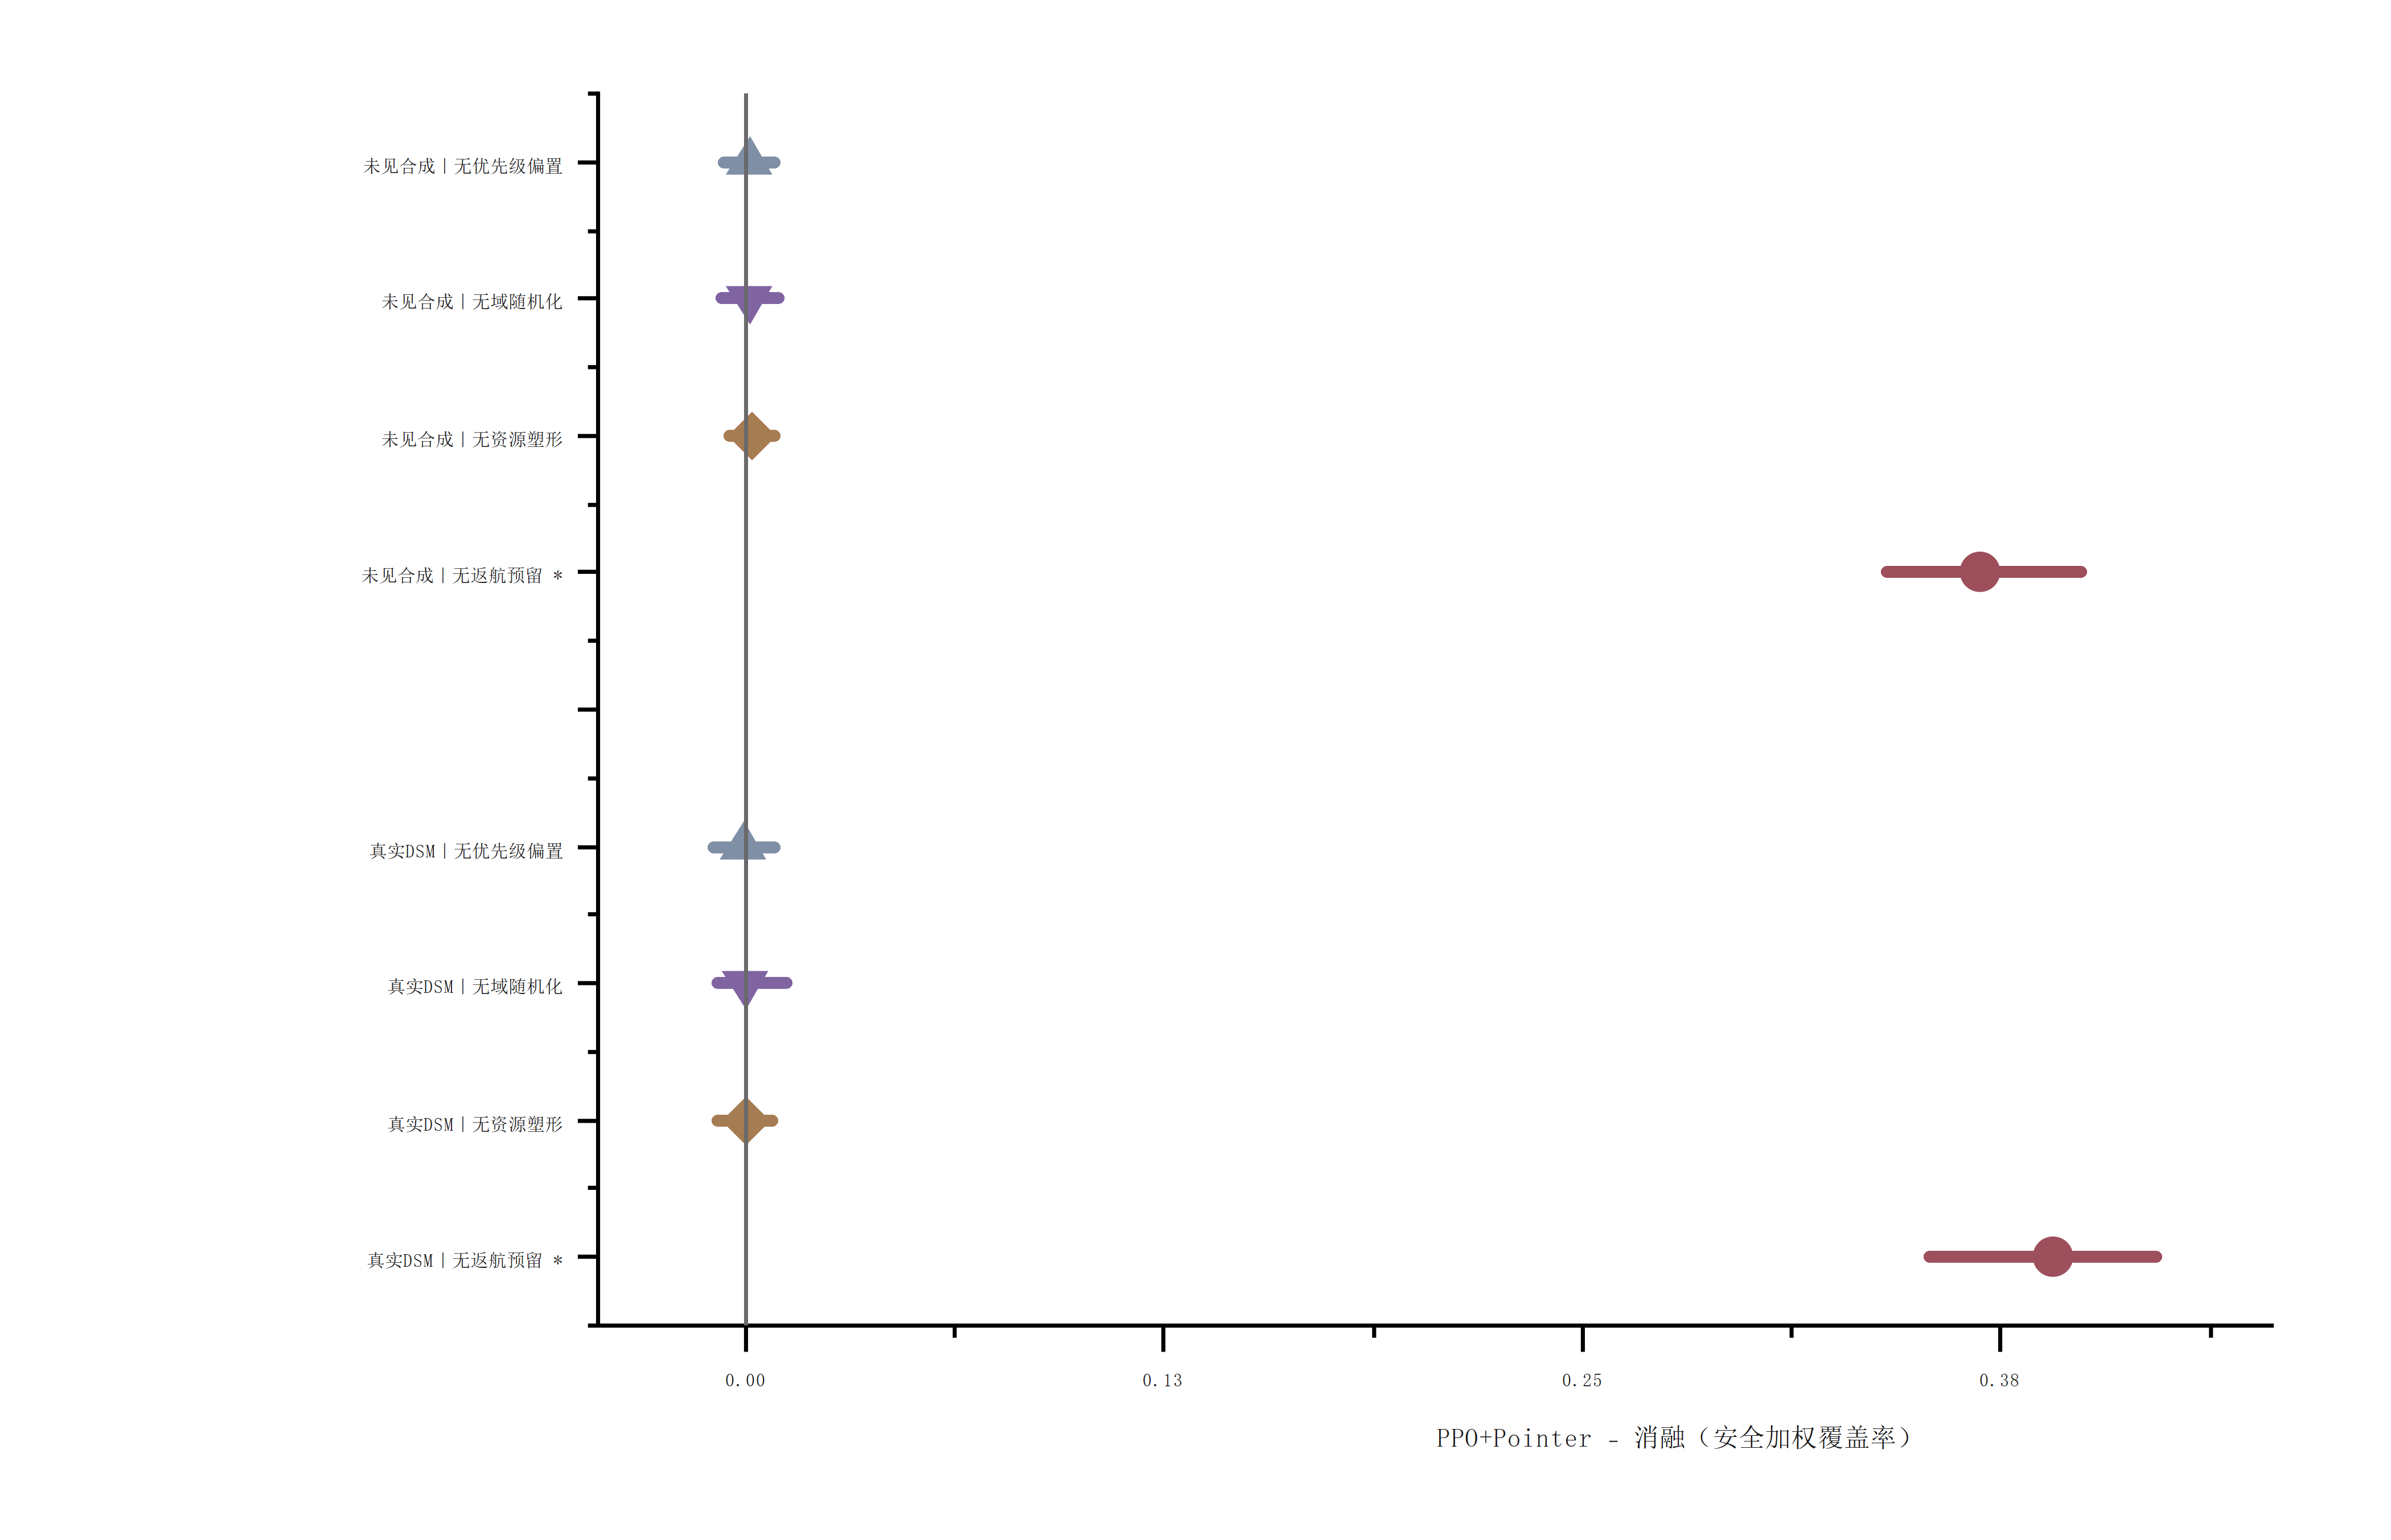 未见合成｜无优先级偏置
未见合成｜无域随机化
未见合成｜无资源塑形
未见合成｜无返航预留 *
真实DSM｜无优先级偏置
真实DSM｜无域随机化
真实DSM｜无资源塑形
真实DSM｜无返航预留 *
0.00 0.13 0.25 0.38
PPO+Pointer - 消融（安全加权覆盖率）